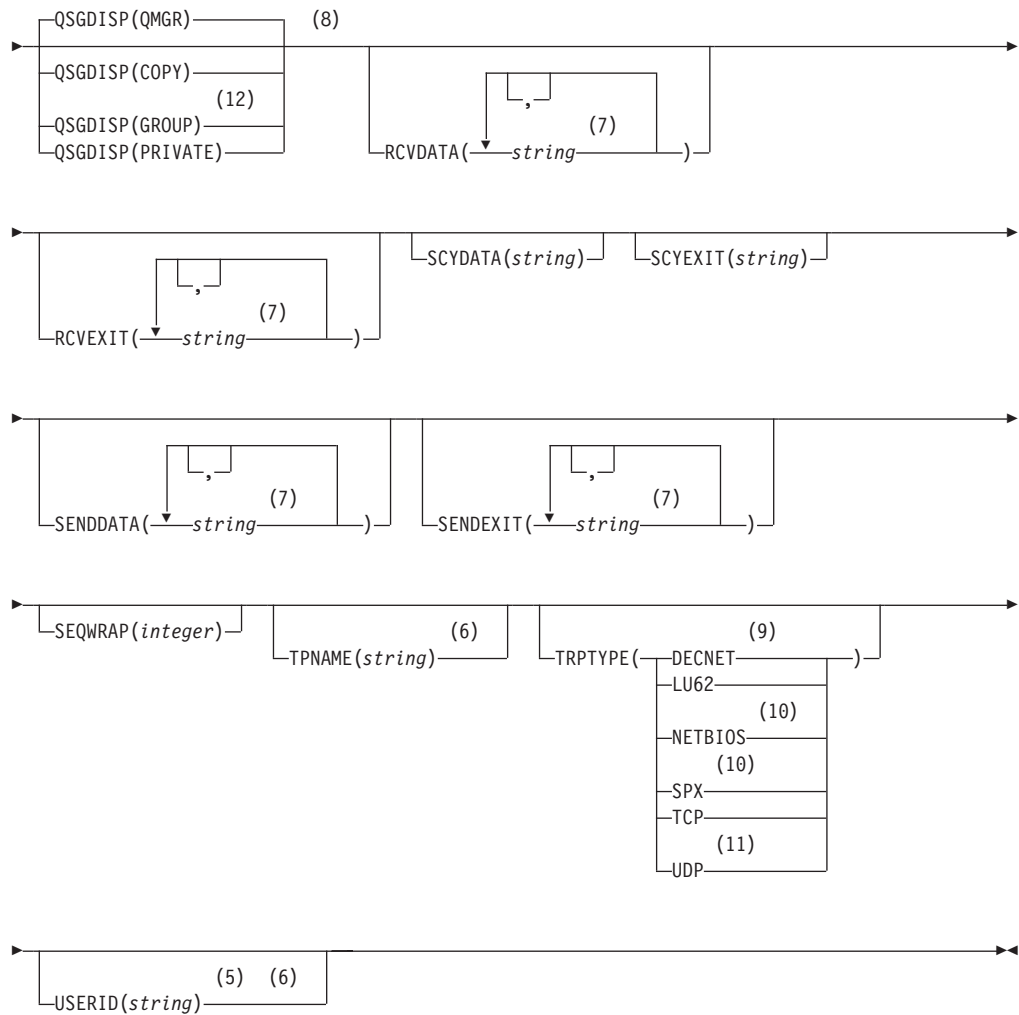 QSGDISP(QMGR) (8)
QSGDISP(COPY)
(12)
QSGDISP(GROUP)
QSGDISP(PRIVATE)
,
(7)
RCVDATA( string )
,
(7)
RCVEXIT( string )
SCYDATA(string)
SCYEXIT(string)
,
(7)
SENDDATA( string )
,
(7)
SENDEXIT( string )
SEQWRAP(integer)
(6)
TPNAME(string)
(9)
TRPTYPE( DECNET )
LU62
(10)
NETBIOS
(10)
SPX
TCP
(11)
UDP
(5) (6)
USERID(string)